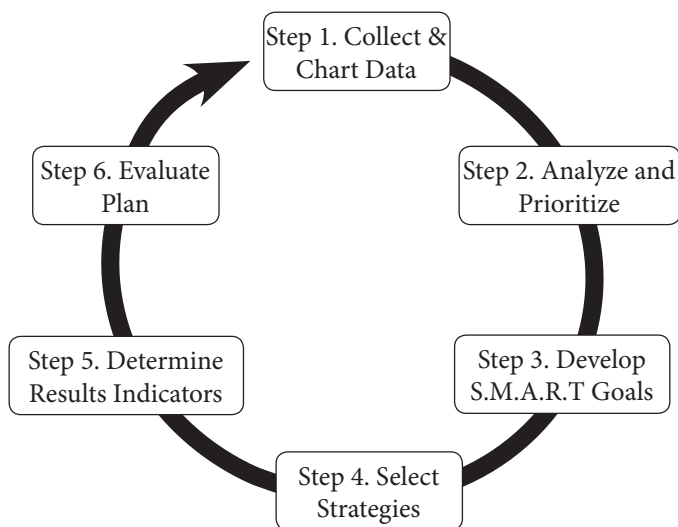 Step 1. Collect &
Chart Data
Step 2. Analyze and
Prioritize
Step 3. Develop
S.M.A.R.T Goals
Step 4. Select
Strategies
Step 5. Determine
Results Indicators
Step 6. Evaluate
Plan